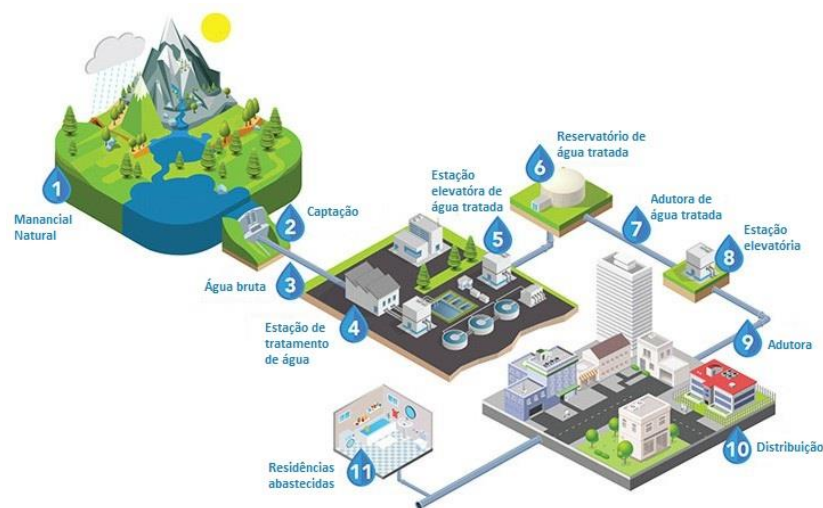 1
Manancial
Natural
2
Captação
3
Água bruta
4
Estação de
tratamento
de água
5
Estação
elevatóra de
água tratada
6
Reservatório de
água tratada
7
Adutora de
água tratada
8
Estação
elevatória
9
Adutora
10
Distribuição
11
Residências
abastecidas